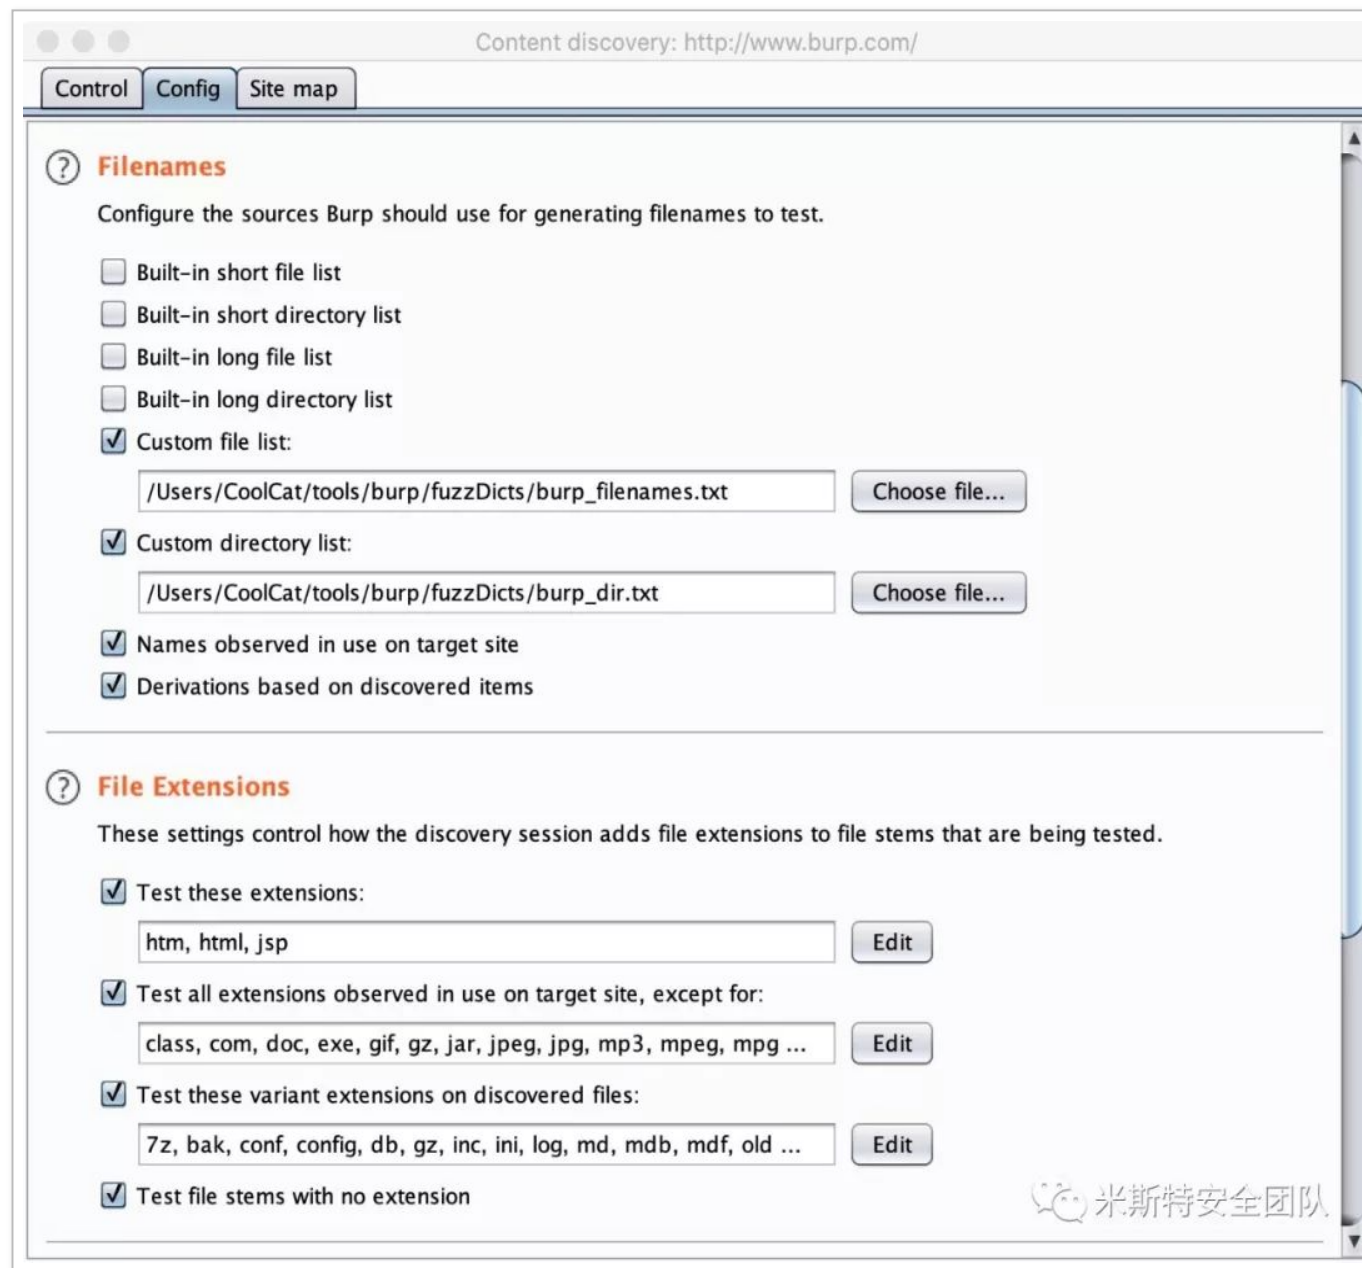 Content discovery: http://www.burp.com/
Control Config Site map
? Filenames
Configure the sources Burp should use for generating filenames to test.
Built-in short file list
Built-in short directory list
Built-in long file list
Built-in long directory list
Custom file list:
/Users/CoolCat/tools/burp/fuzzDicts/burp_filenames.txt Choose file...
Custom directory list:
/Users/CoolCat/tools/burp/fuzzDicts/burp_dir.txt Choose file...
Names observed in use on target site
Derivations based on discovered items
? File Extensions
These settings control how the discovery session adds file extensions to file stems that are being tested.
Test these extensions:
htm, html, jsp Edit
Test all extensions observed in use on target site, except for:
class, com, doc, exe, gif, gz, jar, jpeg, jpg, mp3, mpeg, mpg ... Edit
Test these variant extensions on discovered files:
7z, bak, conf, config, db, gz, inc, ini, log, md, mdb, mdf, old ... Edit
Test file stems with no extension
米斯特安全团队